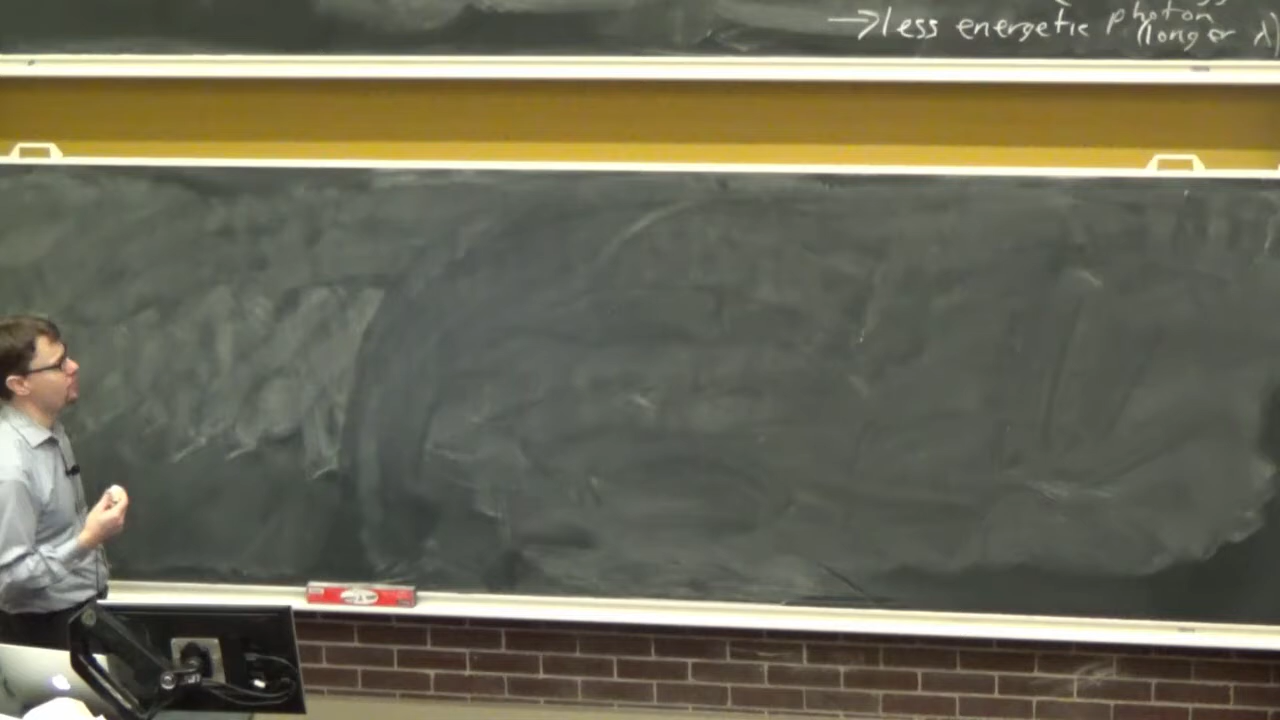 →less energetic photon
(longer λ)